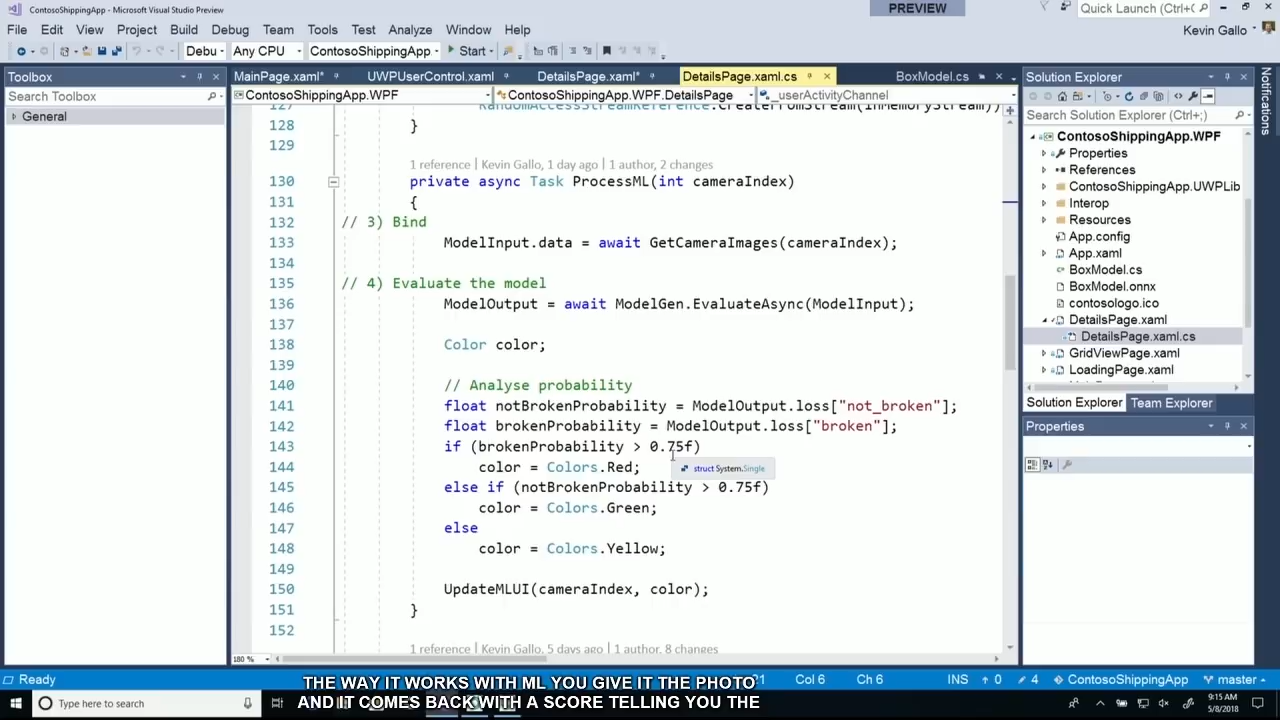 ContosoShippingApp - Microsoft Visual Studio Preview
PREVIEW
Quick Launch (Ctrl+Q)
File Edit View Project Build Debug Team Tools Test Analyze Window Help
Kevin Gallo
Debu Any CPU ContosoShippingApp. Start
Toolbox
Search Toolbox
General
MainPage.xaml* UWPUserControl.xaml DetailsPage.xaml* DetailsPage.xaml.cs BoxModel.cs
ContosoShippingApp.WPF ContosoShippingApp.WPF.DetailsPage _userActivityChannel
127 RandomAccessStreamReference.CreateFromStream(inMemoryStream))
128 }
129
1 reference | Kevin Gallo, 1 day ago | 1 author, 2 changes
130 private async Task ProcessML(int cameraIndex)
131 {
132 // 3) Bind
133 ModelInput.data = await GetCameraImages(cameraIndex);
134
135 // 4) Evaluate the model
136 ModelOutput = await ModelGen.EvaluateAsync(ModelInput);
137
138 Color color;
139
140 // Analyse probability
141 float notBrokenProbability = ModelOutput.loss["not_broken"];
142 float brokenProbability = ModelOutput.loss["broken"];
143 if (brokenProbability > 0.75f)
144 color = Colors.Red;
struct System.Single
145 else if (notBrokenProbability > 0.75f)
146 color = Colors.Green;
147 else
148 color = Colors.Yellow;
149
150 UpdateMLUI(cameraIndex, color);
151 }
152
1 reference | Kevin Gallo, 5 days ago | 1 author, 8 changes
180 %
Solution Explorer
Search Solution Explorer (Ctrl+;)
ContosoShippingApp.WPF
Properties
References
ContosoShippingApp.UWPLib
Interop
Resources
App.config
App.xaml
BoxModel.cs
BoxModel.onnx
contosologo.ico
DetailsPage.xaml
DetailsPage.xaml.cs
GridViewPage.xaml
LoadingPage.xaml
Solution Explorer Team Explorer
Properties
Notifications
Ready Col 6 Ch 6 INS 0 4 ContosoShippingApp master
THE WAY IT WORKS WITH ML YOU GIVE IT THE PHOTO
AND IT COMES BACK WITH A SCORE TELLING YOU THE
Type here to search
9:15 AM
5/8/2018